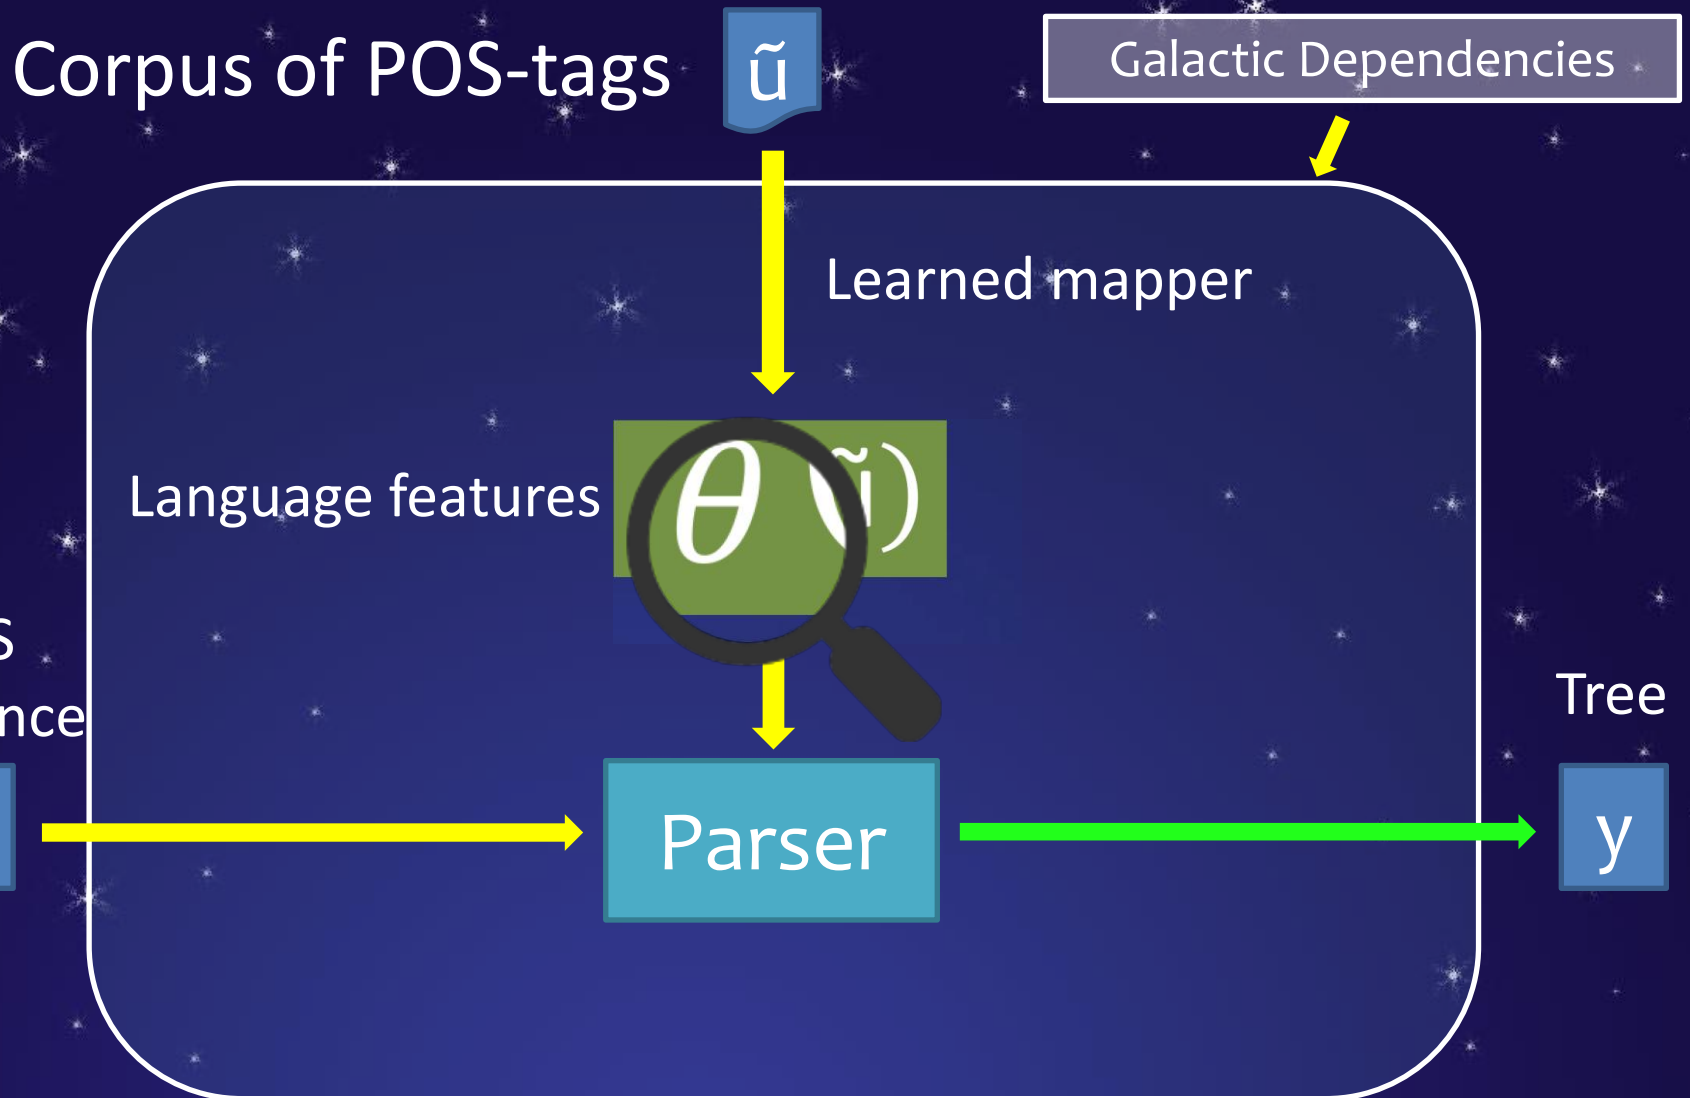 Corpus of POS-tags
ũ
Galactic Dependencies
Learned mapper
Language features
θ (ũ)
S
nce
Tree
Parser
y